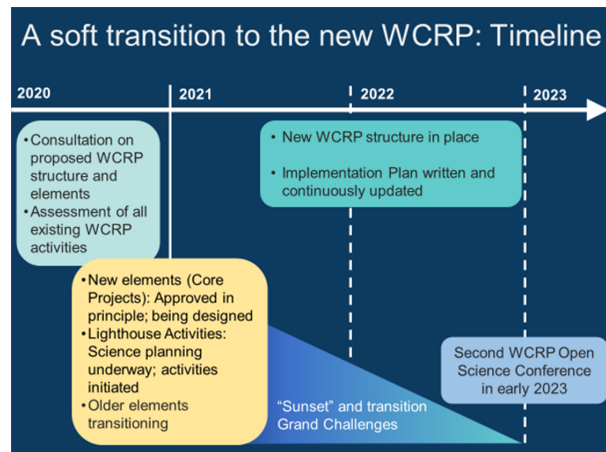 A soft transition to the new WCRP: Timeline
2020
2021
2022
2023
•Consultation on
proposed WCRP
structure and
elements
•Assessment of all
existing WCRP
activities
• New WCRP structure in place
• Implementation Plan written and
continuously updated
•New elements (Core
Projects): Approved in
principle; being designed
•Lighthouse Activities:
Science planning
underway; activities
initiated
•Older elements
transitioning
“Sunset” and transition
Grand Challenges
Second WCRP Open
Science Conference
in early 2023